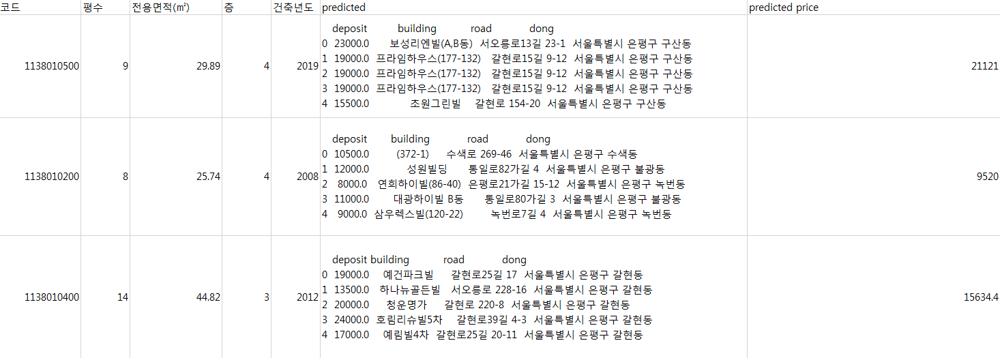 코드 평수 전용면적(㎡) 층 건축년도 predicted predicted price
deposit building road dong
0 23000.0 보성리엔빌(A,B동) 서오릉로13길 23-1 서울특별시 은평구 구산동
1 19000.0 프라임하우스(177-132) 갈현로15길 9-12 서울특별시 은평구 구산동
1138010500 9 29.89 4 2019 21121
2 19000.0 프라임하우스(177-132) 갈현로15길 9-12 서울특별시 은평구 구산동
3 19000.0 프라임하우스(177-132) 갈현로15길 9-12 서울특별시 은평구 구산동
4 15500.0 초원그린빌 갈현로 154-20 서울특별시 은평구 구산동
deposit building road dong
0 10500.0 (372-1) 수색로 269-46 서울특별시 은평구 수색동
1 12000.0 성원빌딩 통일로82가길 4 서울특별시 은평구 불광동
1138010200 8 25.74 4 2008 9520
2 8000.0 연희하이빌(86-40) 은평로21가길 15-12 서울특별시 은평구 녹번동
3 11000.0 대광하이빌 B동 통일로80가길 3 서울특별시 은평구 불광동
4 9000.0 삼우렉스빌(120-22) 녹번로7길 4 서울특별시 은평구 녹번동
deposit building road dong
0 19000.0 예건파크빌 갈현로25길 17 서울특별시 은평구 갈현동
1 13500.0 하나뉴골든빌 서오릉로 228-16 서울특별시 은평구 갈현동
1138010400 14 44.82 3 2012 15634.4
2 20000.0 청운명가 갈현로 220-8 서울특별시 은평구 갈현동
3 24000.0 호림리슈빌5차 갈현로39길 4-3 서울특별시 은평구 갈현동
4 17000.0 예림빌4차 갈현로25길 20-11 서울특별시 은평구 갈현동